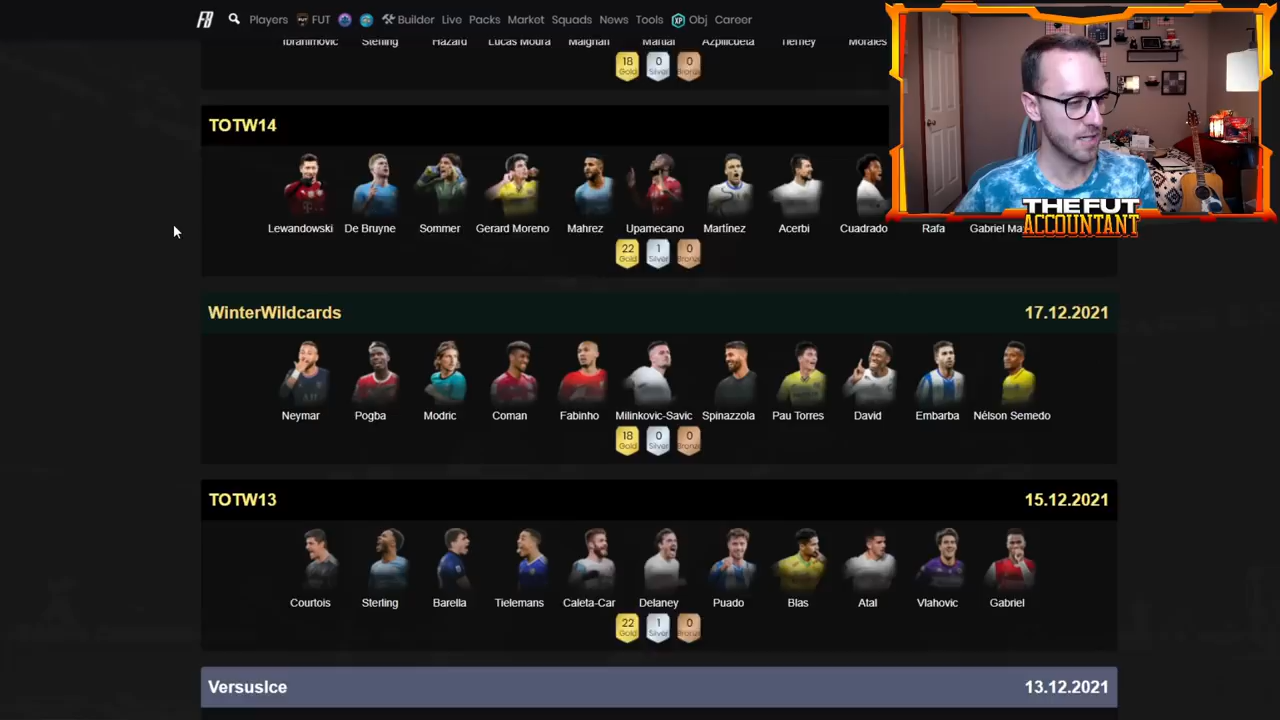 FB Players FUT Builder Live Packs Market Squads News Tools XP Obj Career
Ibrahimovic Sterling Hazard Lucas Moura Maignan Martial Azpilicueta Tierney Morales
18 0 0
Gold Silver Bronze
TOTW14
Lewandowski De Bruyne Sommer Gerard Moreno Mahrez Upamecano Martínez Acerbi Cuadrado Rafa Gabriel
THE FUT
ACCOUNTANT
22 1 0
Gold Silver Bronze
WinterWildcards 17.12.2021
Neymar Pogba Modric Coman Fabinho Milinkovic-Savic Spinazzola Pau Torres David Embarba Nélson Semedo
18 0 0
Gold Silver Bronze
TOTW13 15.12.2021
Courtois Sterling Barella Tielemans Caleta-Car Delaney Puado Blas Atal Vlahovic Gabriel
22 1 0
Gold Silver Bronze
VersusIce 13.12.2021